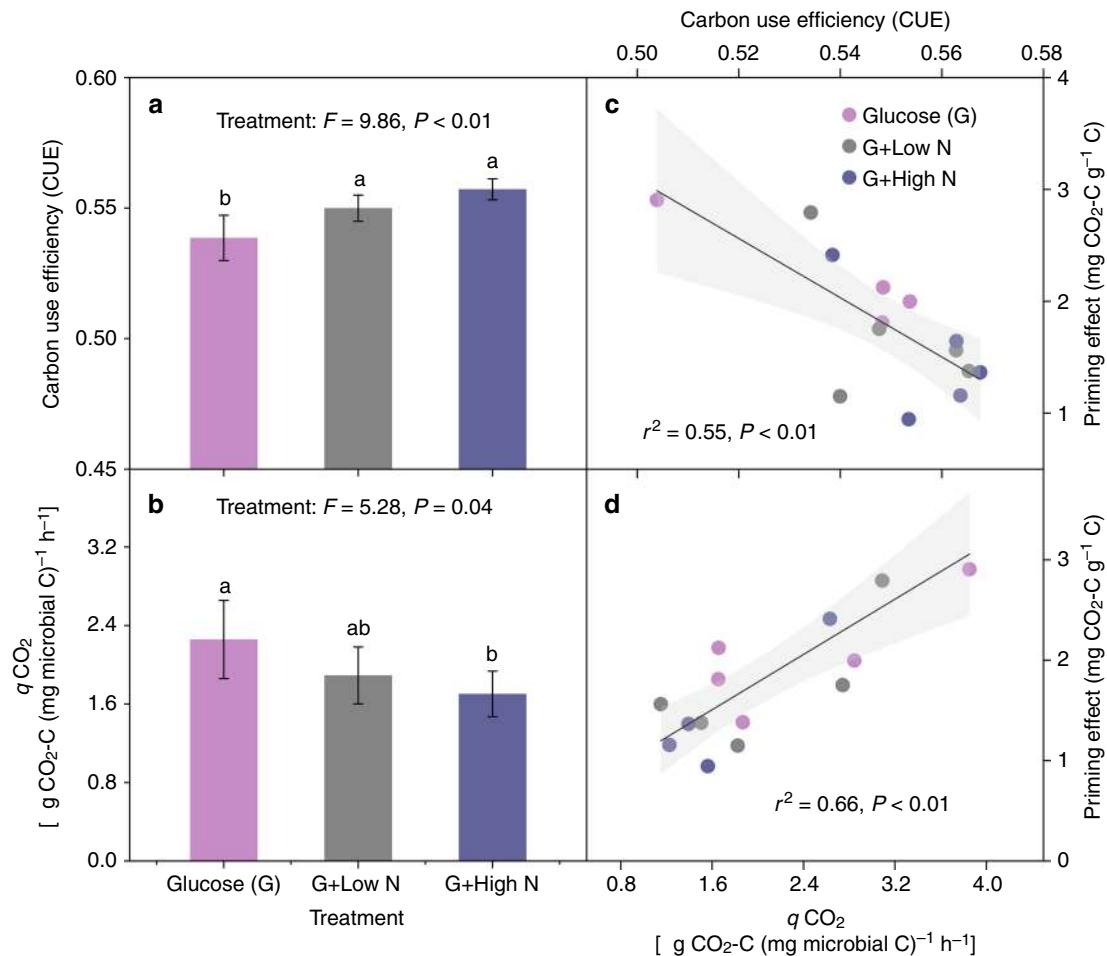 Carbon use efficiency (CUE)
0.50 0.52 0.54 0.56 0.58
0.60
0.55
0.50
0.45
Carbon use efficiency (CUE)
a
Treatment: F = 9.86, P < 0.01
b
a
a
c
Glucose (G)
G+Low N
G+High N
r² = 0.55, P < 0.01
4
3
2
1
Priming effect (mg CO₂-C g⁻¹ C)
b
Treatment: F = 5.28, P = 0.04
a
ab
b
3.2
2.4
1.6
0.8
0.0
q CO₂
[ g CO₂-C (mg microbial C)⁻¹ h⁻¹]
Glucose (G) G+Low N G+High N
Treatment
d
r² = 0.66, P < 0.01
3
2
1
0
Priming effect (mg CO₂-C g⁻¹ C)
0.8 1.6 2.4 3.2 4.0
q CO₂
[ g CO₂-C (mg microbial C)⁻¹ h⁻¹]